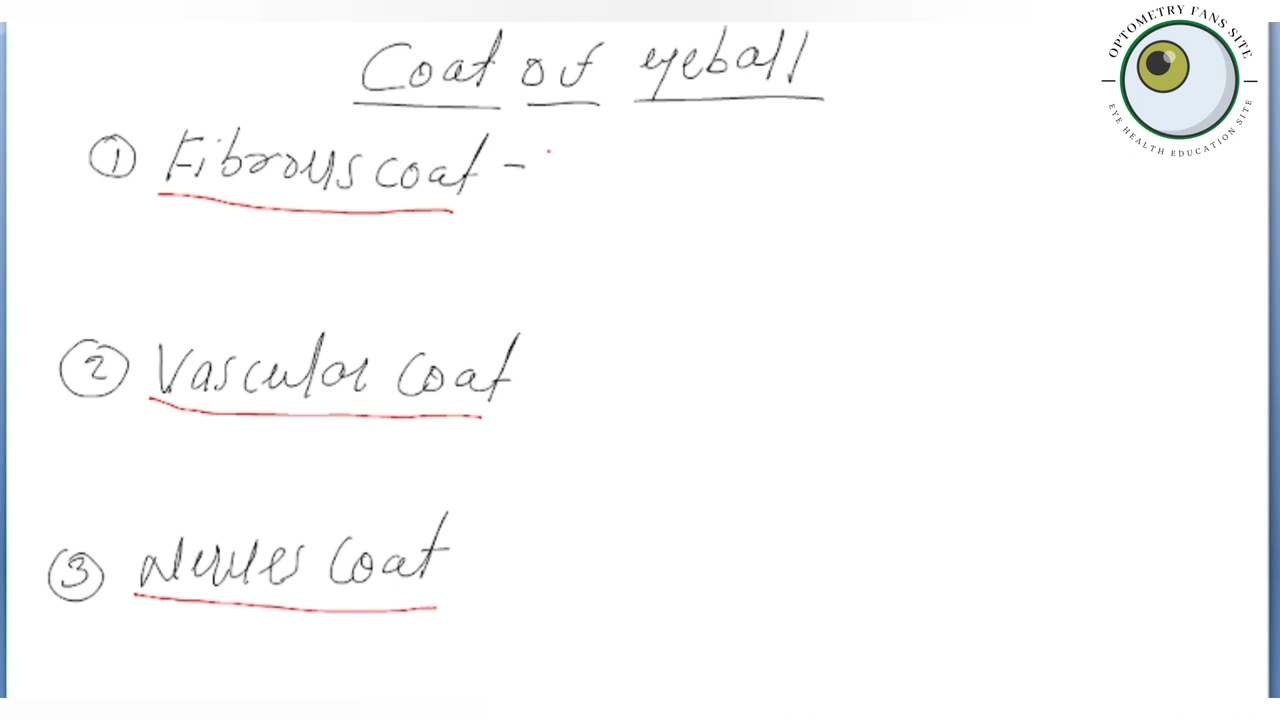 Coat of eyeball
① Fibrous coat -
② Vascular coat
③ Nerves coat
OPTOMETRY FANS SITE
EYE HEALTH EDUCATION SITE